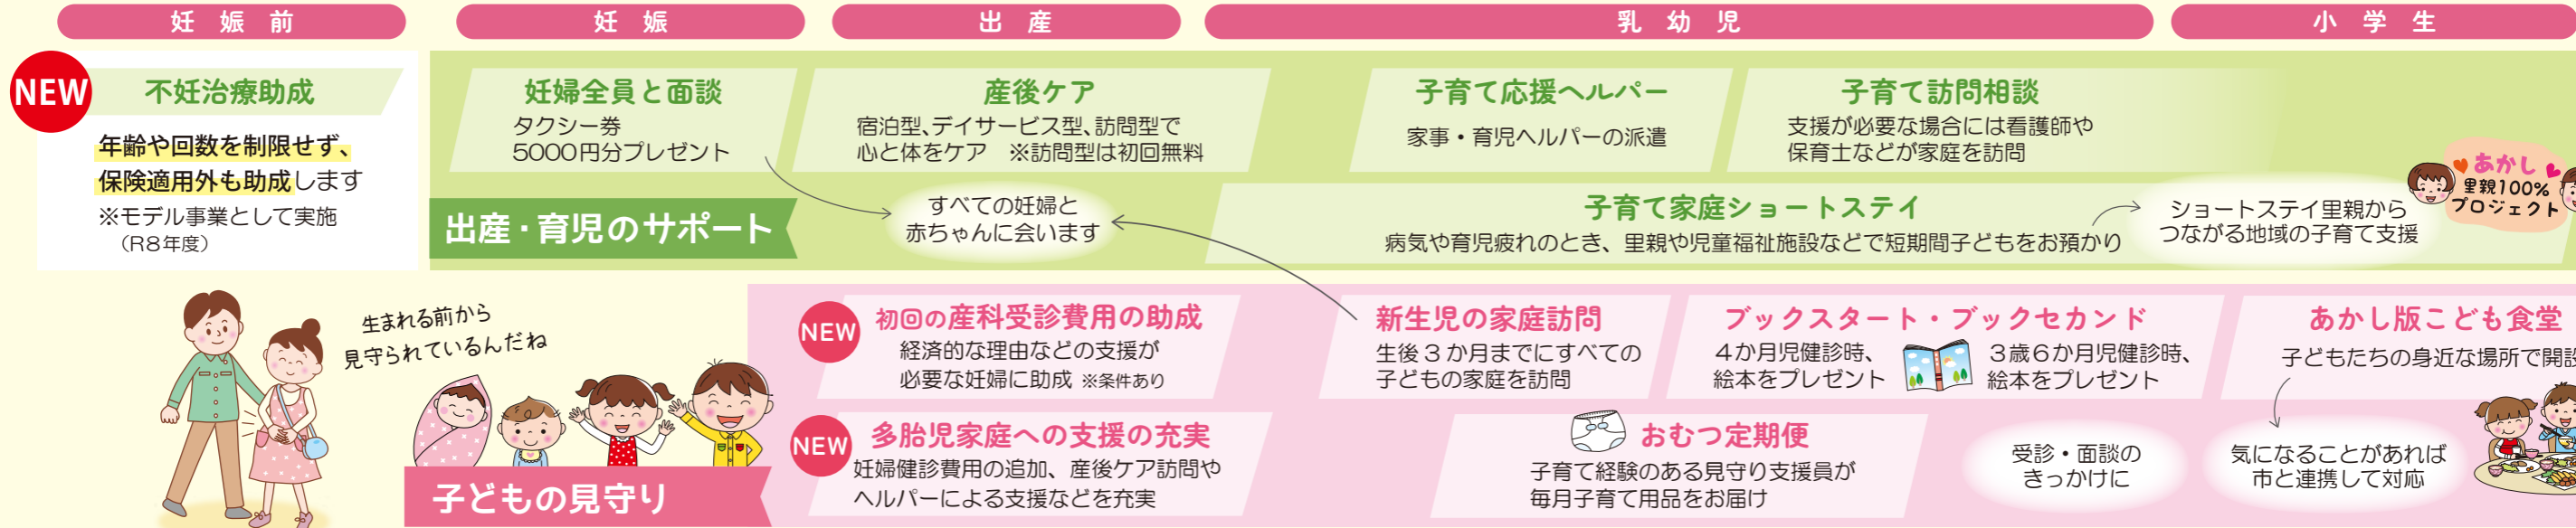 妊娠前
妊娠
出産
乳幼児
小学生
NEW
不妊治療助成
年齢や回数を制限せず、
保険適用外も助成します
※モデル事業として実施
（R8年度）
妊婦全員と面談
タクシー券
5000円分プレゼント
産後ケア
宿泊型、デイサービス型、訪問型で
心と体をケア　※訪問型は初回無料
子育て応援ヘルパー
家事・育児ヘルパーの派遣
子育て訪問相談
支援が必要な場合には看護師や
保育士などが家庭を訪問
出産・育児のサポート
すべての妊婦と
赤ちゃんに会います
子育て家庭ショートステイ
病気や育児疲れのとき、里親や児童福祉施設などで短期間子どもをお預かり
ショートステイ里親から
つながる地域の子育て支援
あかし
里親100%
プロジェクト
生まれる前から
見守られているんだね
NEW
初回の産科受診費用の助成
経済的な理由などの支援が
必要な妊婦に助成 ※条件あり
新生児の家庭訪問
生後3か月までにすべての
子どもの家庭を訪問
ブックスタート・ブックセカンド
4か月児健診時、
絵本をプレゼント
3歳6か月児健診時、
絵本をプレゼント
あかし版こども食堂
子どもたちの身近な場所で開
子どもの見守り
NEW
多胎児家庭への支援の充実
妊婦健診費用の追加、産後ケア訪問や
ヘルパーによる支援などを充実
おむつ定期便
子育て経験のある見守り支援員が
毎月子育て用品をお届け
受診・面談の
きっかけに
気になることがあれば
市と連携して対応